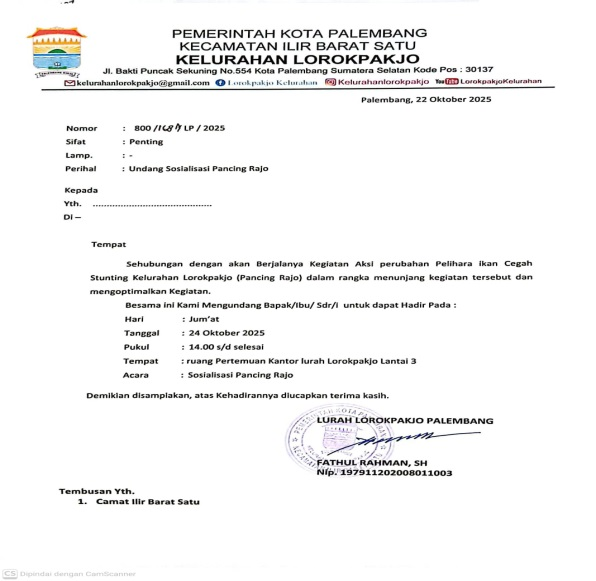 PEMERINTAH KOTA PALEMBANG
KECAMATAN ILIR BARAT SATU
KELURAHAN LOROKPAKJO
Jl. Bakti Puncak Sekuning No.554 Kota Palembang Sumatera Selatan Kode Pos : 30137
kelurahanlorokpakjo@gmail.com Lorokpakjo Kelurahan Kelurahanlorokpakjo YouTube LorokpakjoKelurahan
Palembang, 22 Oktober 2025
Nomor : 800 / LP / 2025
Sifat : Penting
Lamp. : -
Perihal : Undang Sosialisasi Pancing Rajo
Kepada
Yth. ...........................................
Di –
Tempat
Sehubungan dengan akan Berjalanya Kegiatan Aksi perubahan Pelihara ikan Cegah
Stunting Kelurahan Lorokpakjo (Pancing Rajo) dalam rangka menunjang kegiatan tersebut dan
mengoptimalkan Kegiatan.
Besama ini Kami Mengundang Bapak/Ibu/ Sdr/i untuk dapat Hadir Pada :
Hari : Jum'at
Tanggal : 24 Oktober 2025
Pukul : 14.00 s/d selesai
Tempat : ruang Pertemuan Kantor lurah Lorokpakjo Lantai 3
Acara : Sosialisasi Pancing Rajo
Demikian disampaikan, atas Kehadirannya diucapkan terima kasih.
LURAH LOROKPAKJO PALEMBANG
FATHUL RAHMAN, SH
Nip. 197911202008011003
Tembusan Yth.
1. Camat Ilir Barat Satu
CS Dipindai dengan CamScanner